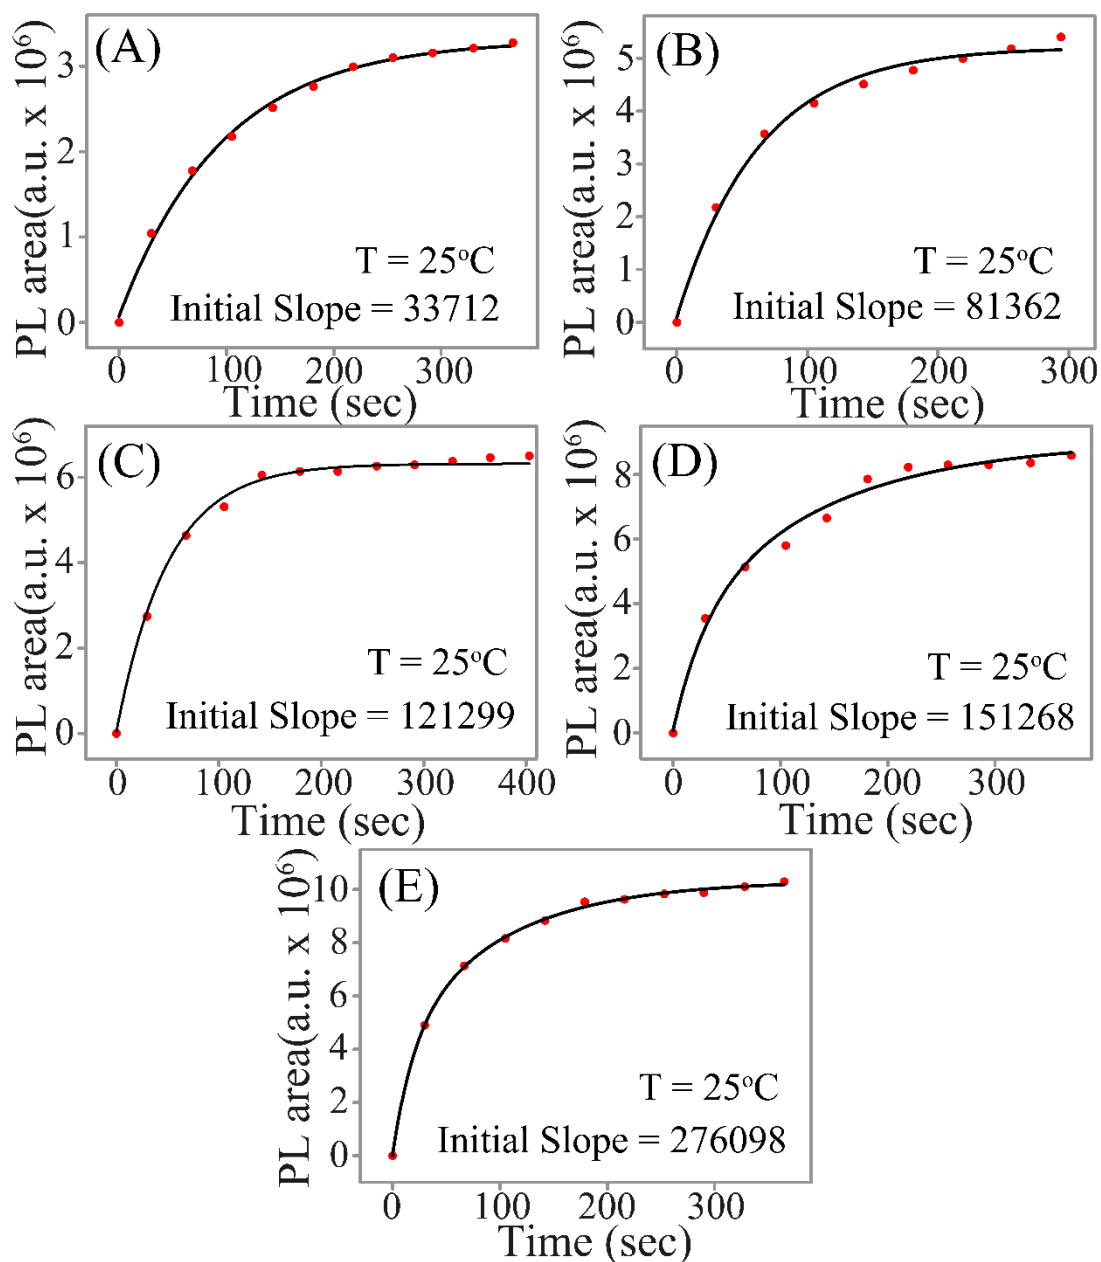 (A)
PL area(a.u. x 10⁶)
3
2
1
0
T = 25°C
Initial Slope = 33712
0 100 200 300
Time (sec)
(B)
PL area(a.u. x 10⁶)
5
4
3
2
1
0
T = 25°C
Initial Slope = 81362
0 100 200 300
Time (sec)
(C)
PL area(a.u. x 10⁶)
6
4
2
0
T = 25°C
Initial Slope = 121299
0 100 200 300 400
Time (sec)
(D)
PL area(a.u. x 10⁶)
8
6
4
2
0
T = 25°C
Initial Slope = 151268
0 100 200 300
Time (sec)
(E)
PL area(a.u. x 10⁶)
10
8
6
4
2
0
T = 25°C
Initial Slope = 276098
0 100 200 300
Time (sec)